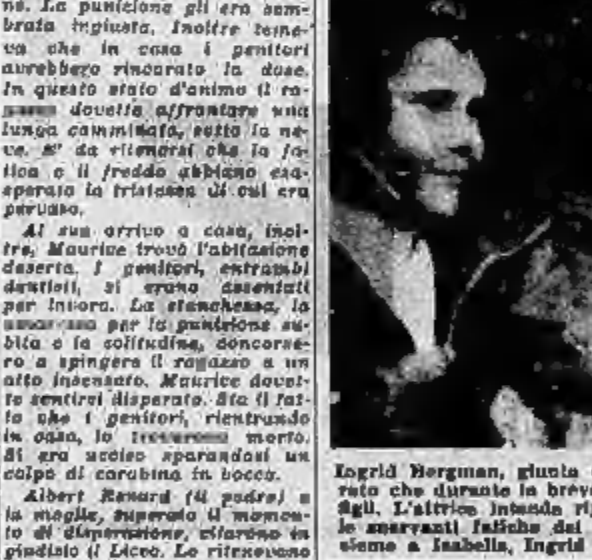 ne. La punizione gli era sem-
brata ingiusta. Inoltre teme-
va che in casa i genitori
avrebbero rincarato la dose.
In questo stato d'animo il ra-
dovette affrontare una
lunga camminata, sotto la ne-
ve. E' da ritenersi che la fa-
tica e il freddo abbiano esa-
sperato la tristezza di cui era
pervaso.
Al suo arrivo a casa, inol-
tre, Maurice trovò l'abitazione
deserta. I genitori, entrambi
dentisti, si erano assentati
per lavoro. La stanchezza, la
per la punizione su-
bita e la solitudine, concorse-
ro a spingere il ragazzo a un
atto insensato. Maurice dovet-
te sentirsi disperato. Sta il fat-
to che i genitori, rientrando
in casa, lo trovarono morto.
Si era ucciso sparandosi un
colpo di carabina in bocca.
Albert Renard (il padre) e
la moglie, superato il momen-
to di disperazione, citarono in
giudizio il Liceo. Lo ritenevano
Ingrid Bergman, giunta
rato che durante la breve
figli. L'attrice intende ri
le snervanti fatiche del
sieme a Isabella, Ingrid